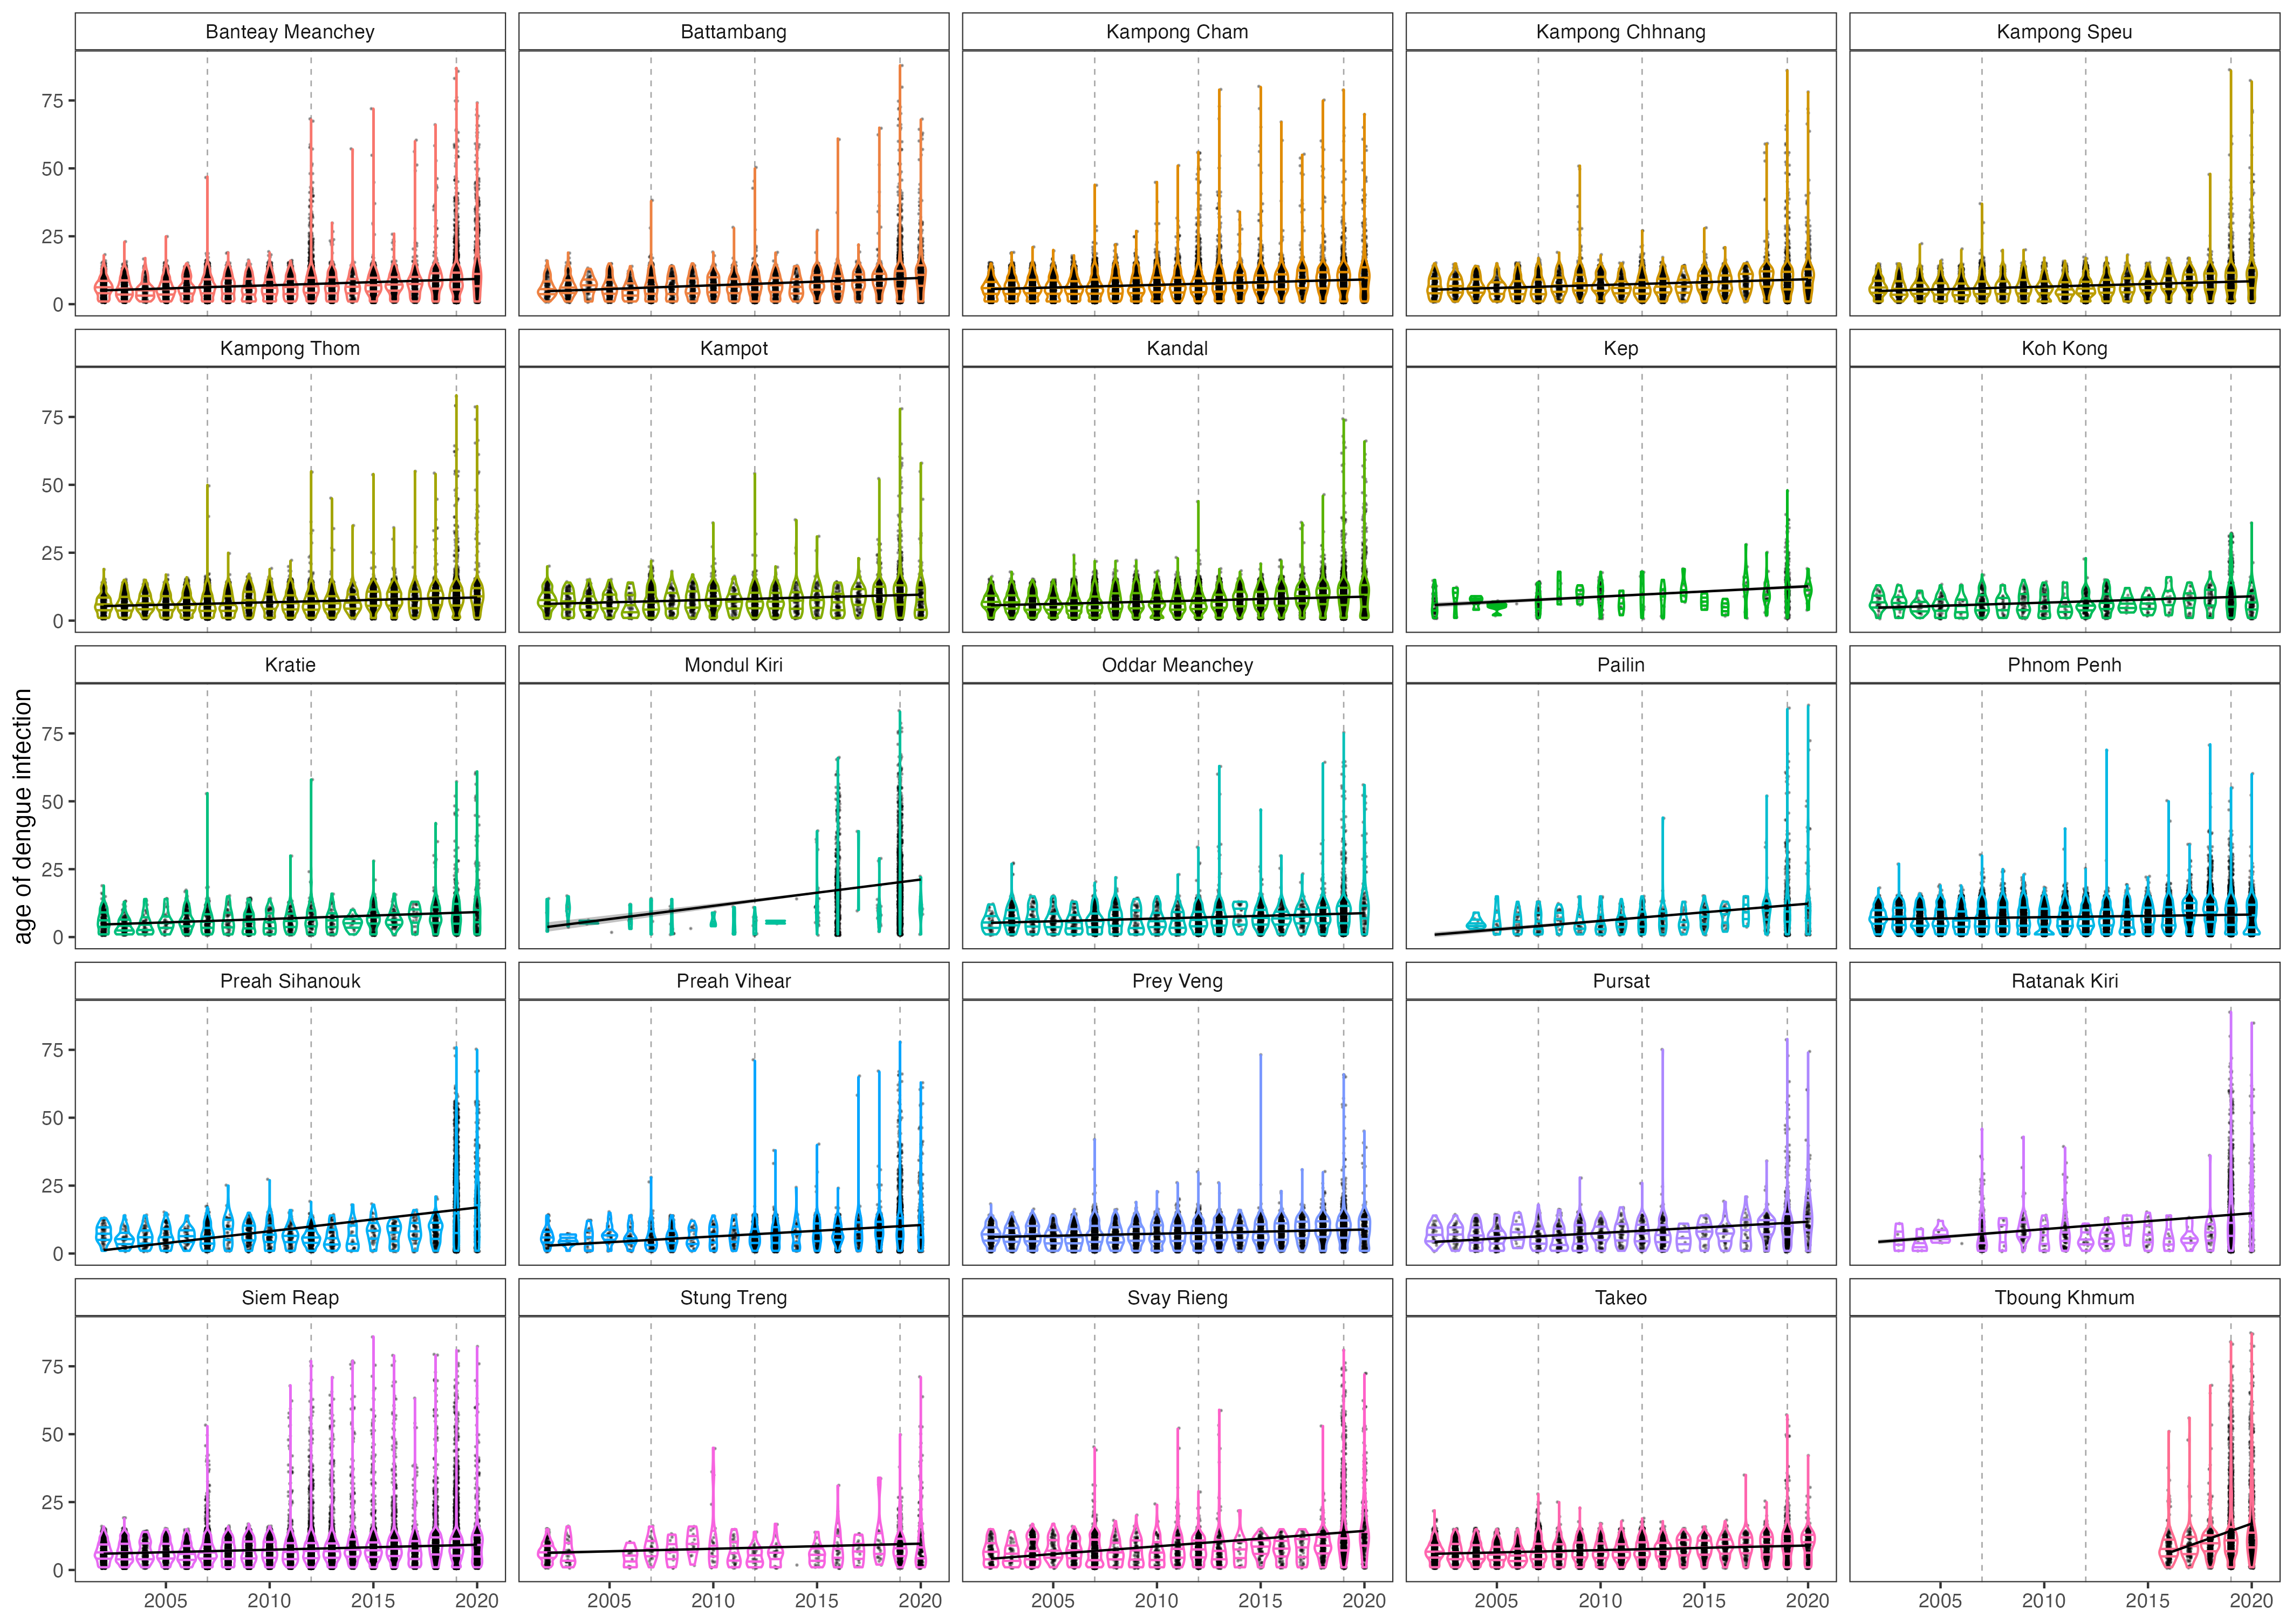 Banteay Meanchey Battambang Kampong Cham Kampong Chhnang Kampong Speu
75
50
25
0
Kampong Thom Kampot Kandal Kep Koh Kong
75
50
25
0
Kratie Mondul Kiri Oddar Meanchey Pailin Phnom Penh
75
50
25
0
age of dengue infection
Preah Sihanouk Preah Vihear Prey Veng Pursat Ratanak Kiri
75
50
25
0
Siem Reap Stung Treng Svay Rieng Takeo Tboung Khmum
75
50
25
0
2005 2010 2015 2020 2005 2010 2015 2020 2005 2010 2015 2020 2005 2010 2015 2020 2005 2010 2015 2020